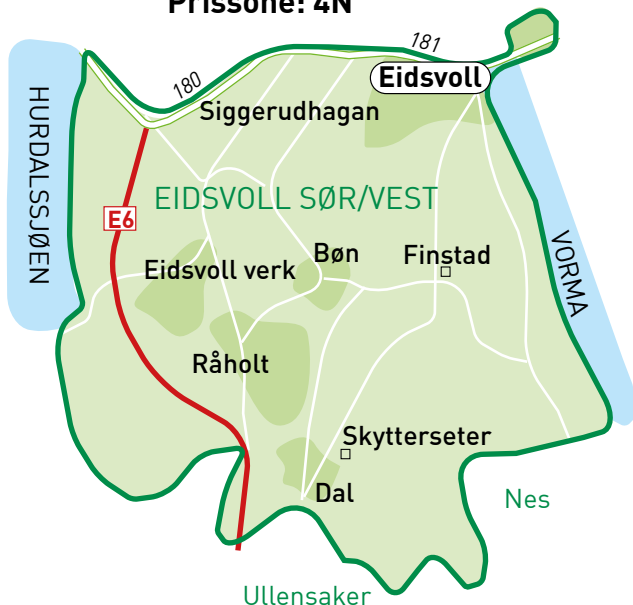 Prissone: 4N
181
180
Eidsvoll
Siggerudhagan
HURDALSSJØEN
EIDSVOLL SØR/VEST
E6
Bøn
Finstad
VORMA
Eidsvoll verk
Råholt
Skytterseter
Dal
Nes
Ullensaker